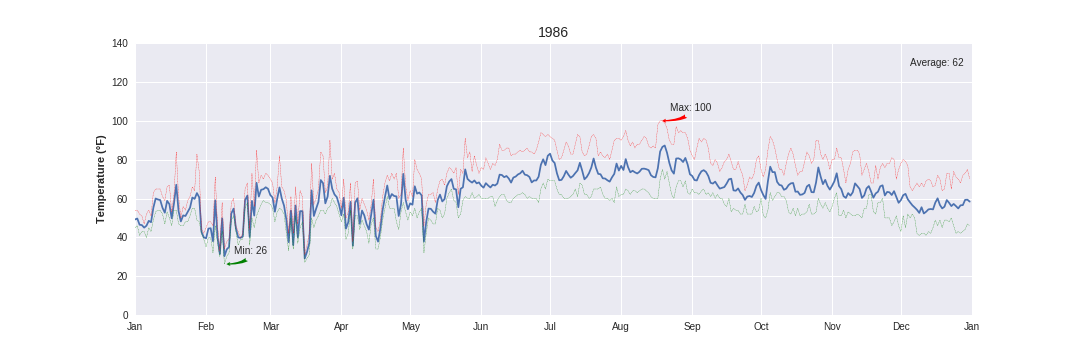 1986
140
120
100
80
60
40
20
0
Temperature (°F)
Average: 62
Max: 100
Min: 26
Jan Feb Mar Apr May Jun Jul Aug Sep Oct Nov Dec Jan